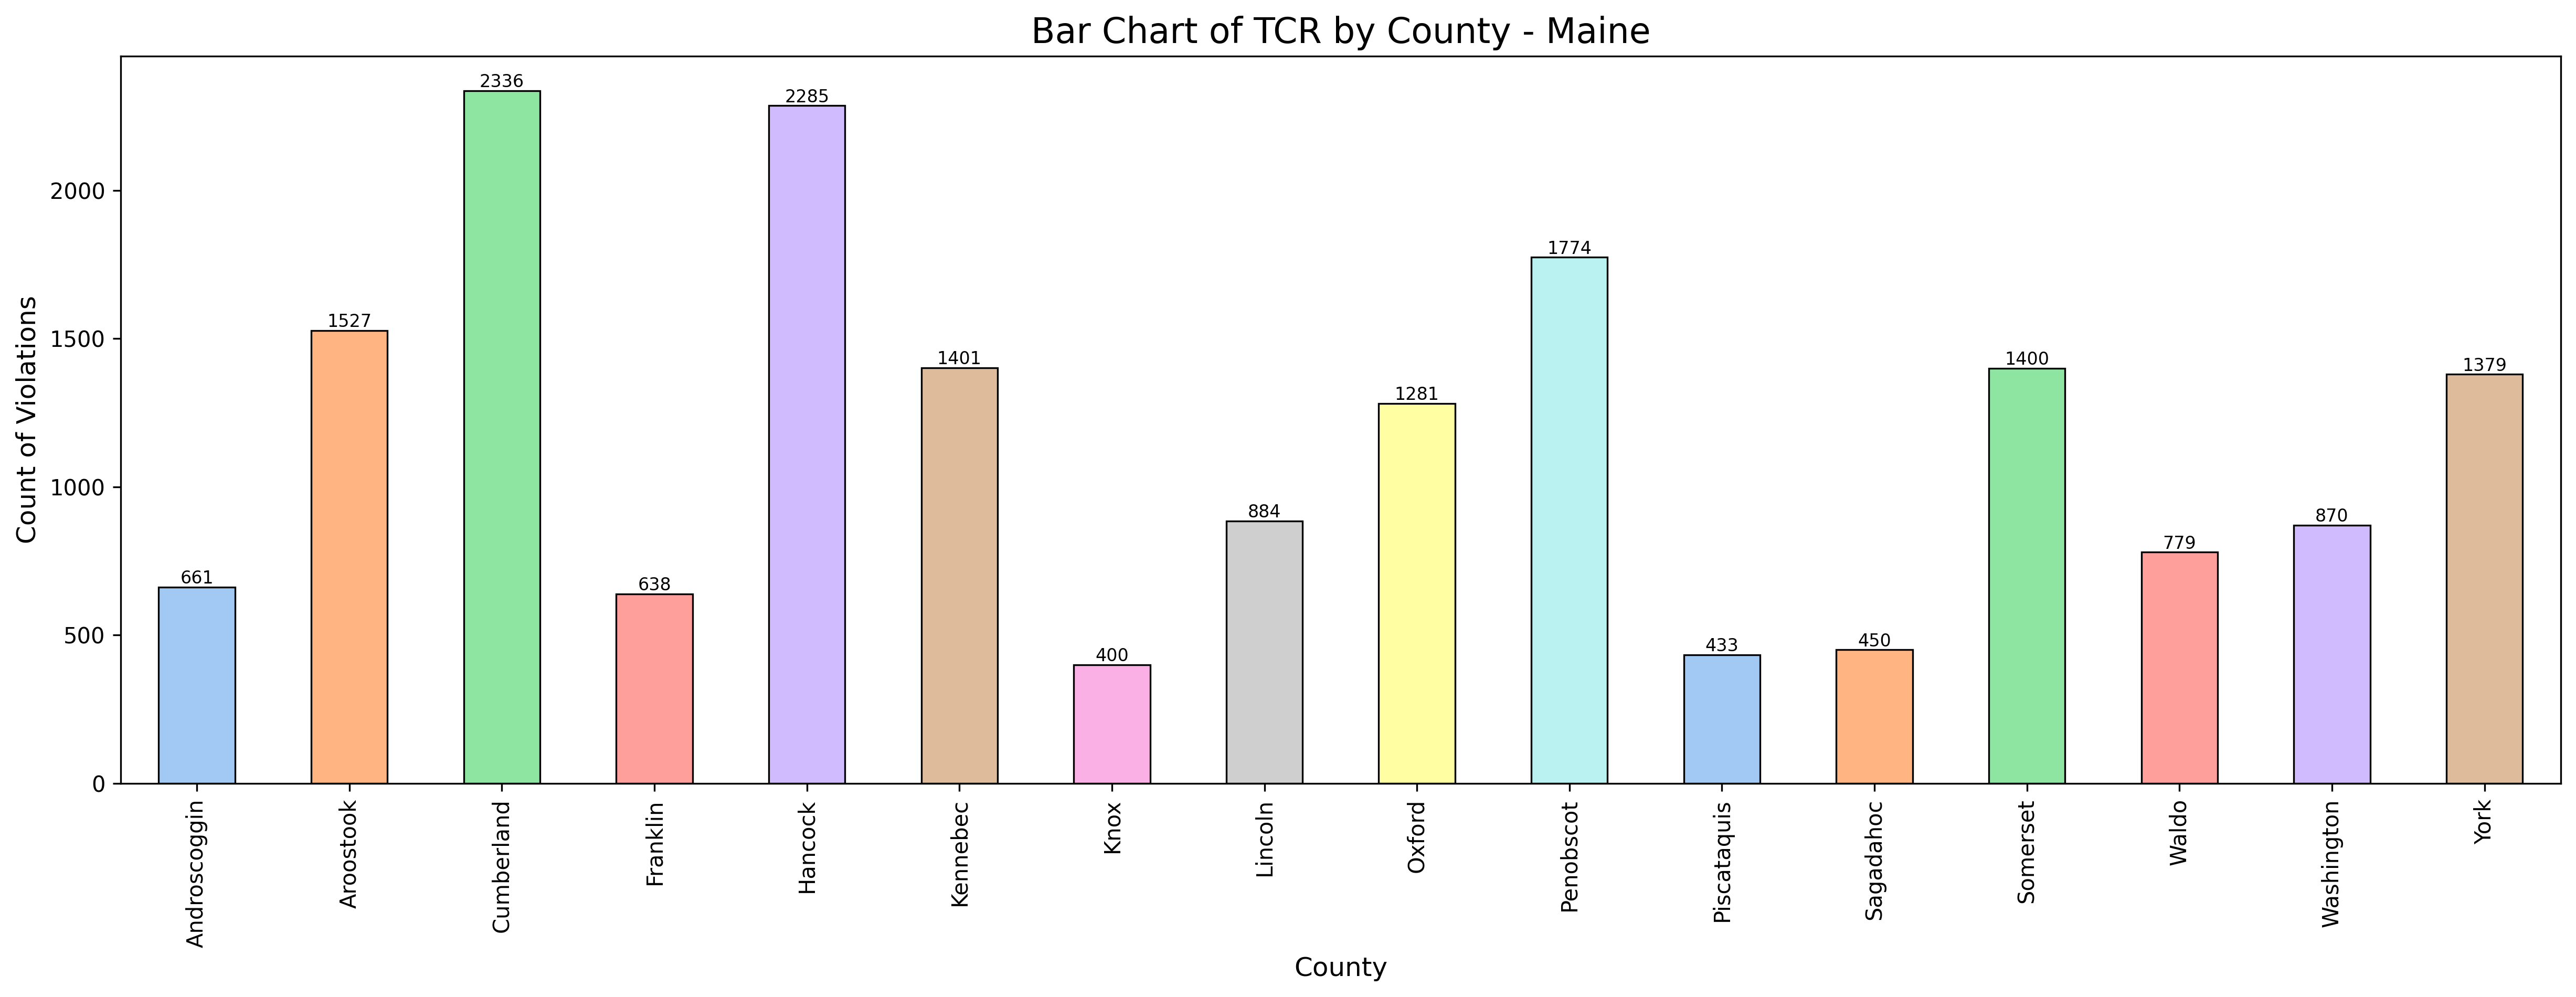 Bar Chart of TCR by County - Maine
Count of Violations
2000
1500
1000
500
0
661
1527
2336
638
2285
1401
400
884
1281
1774
433
450
1400
779
870
1379
Androscoggin
Aroostook
Cumberland
Franklin
Hancock
Kennebec
Knox
Lincoln
Oxford
Penobscot
Piscataquis
Sagadahoc
Somerset
Waldo
Washington
York
County